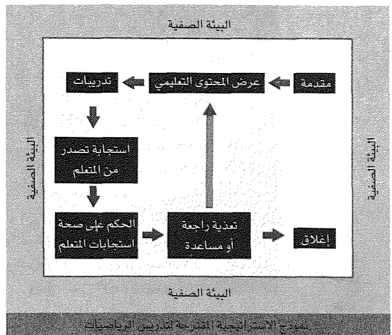 البيئة الصفية
مقدمة
عرض المحتوى التعليمي
تدريبات
البيئة الصفية
البيئة الصفية
استجابة تصدر
من المتعلم
الحكم على صحة
استجابات المتعلم
تغذية راجعة
أو مساعدة
إغلاق
البيئة الصفية
نموذج الاستراتيجية المقترحة لتدريس الرياضيات